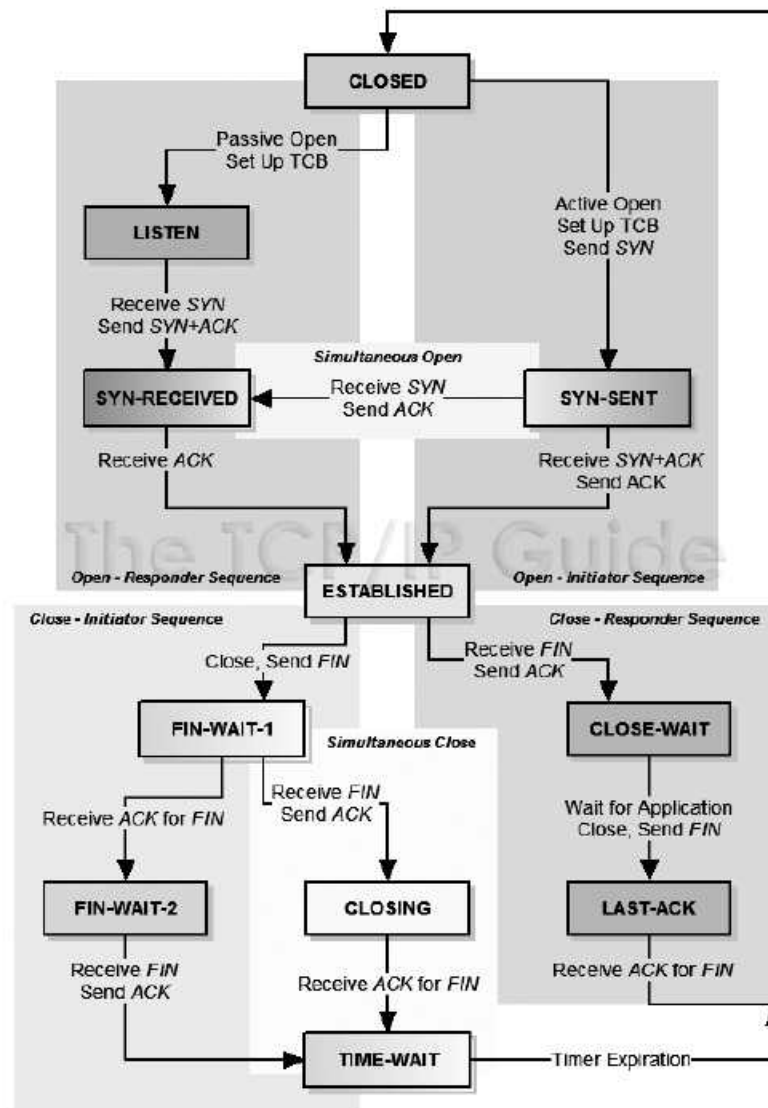 CLOSED
Passive Open
Set Up TCB
LISTEN
Active Open
Set Up TCB
Send SYN
Receive SYN
Send SYN+ACK
Simultaneous Open
SYN-RECEIVED
Receive SYN
Send ACK
SYN-SENT
Receive ACK
Receive SYN+ACK
Send ACK
The TCP/IP Guide
Open - Responder Sequence
ESTABLISHED
Open - Initiator Sequence
Close - Initiator Sequence
Close - Responder Sequence
Close, Send FIN
Receive FIN
Send ACK
FIN-WAIT-1
Simultaneous Close
CLOSE-WAIT
Receive ACK for FIN
Receive FIN
Send ACK
Wait for Application
Close, Send FIN
FIN-WAIT-2
CLOSING
LAST-ACK
Receive FIN
Send ACK
Receive ACK for FIN
Receive ACK for FIN
TIME-WAIT
Timer Expiration